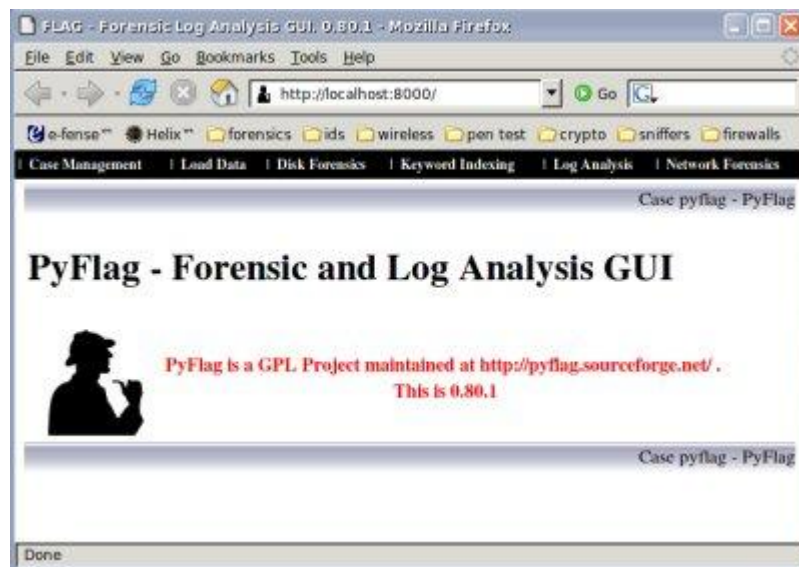 FLAG - Forensic Log Analysis GUI. 0.80.1 - Mozilla Firefox
File Edit View Go Bookmarks Tools Help
http://localhost:8000/ Go G
e-fense™ Helix™ forensics ids wireless pen test crypto sniffers firewalls
| Case Management | Load Data | Disk Forensics | Keyword Indexing | Log Analysis | Network Forensics
Case pyflag - PyFlag
PyFlag - Forensic and Log Analysis GUI
PyFlag is a GPL Project maintained at http://pyflag.sourceforge.net/ .
This is 0.80.1
Case pyflag - PyFlag
Done